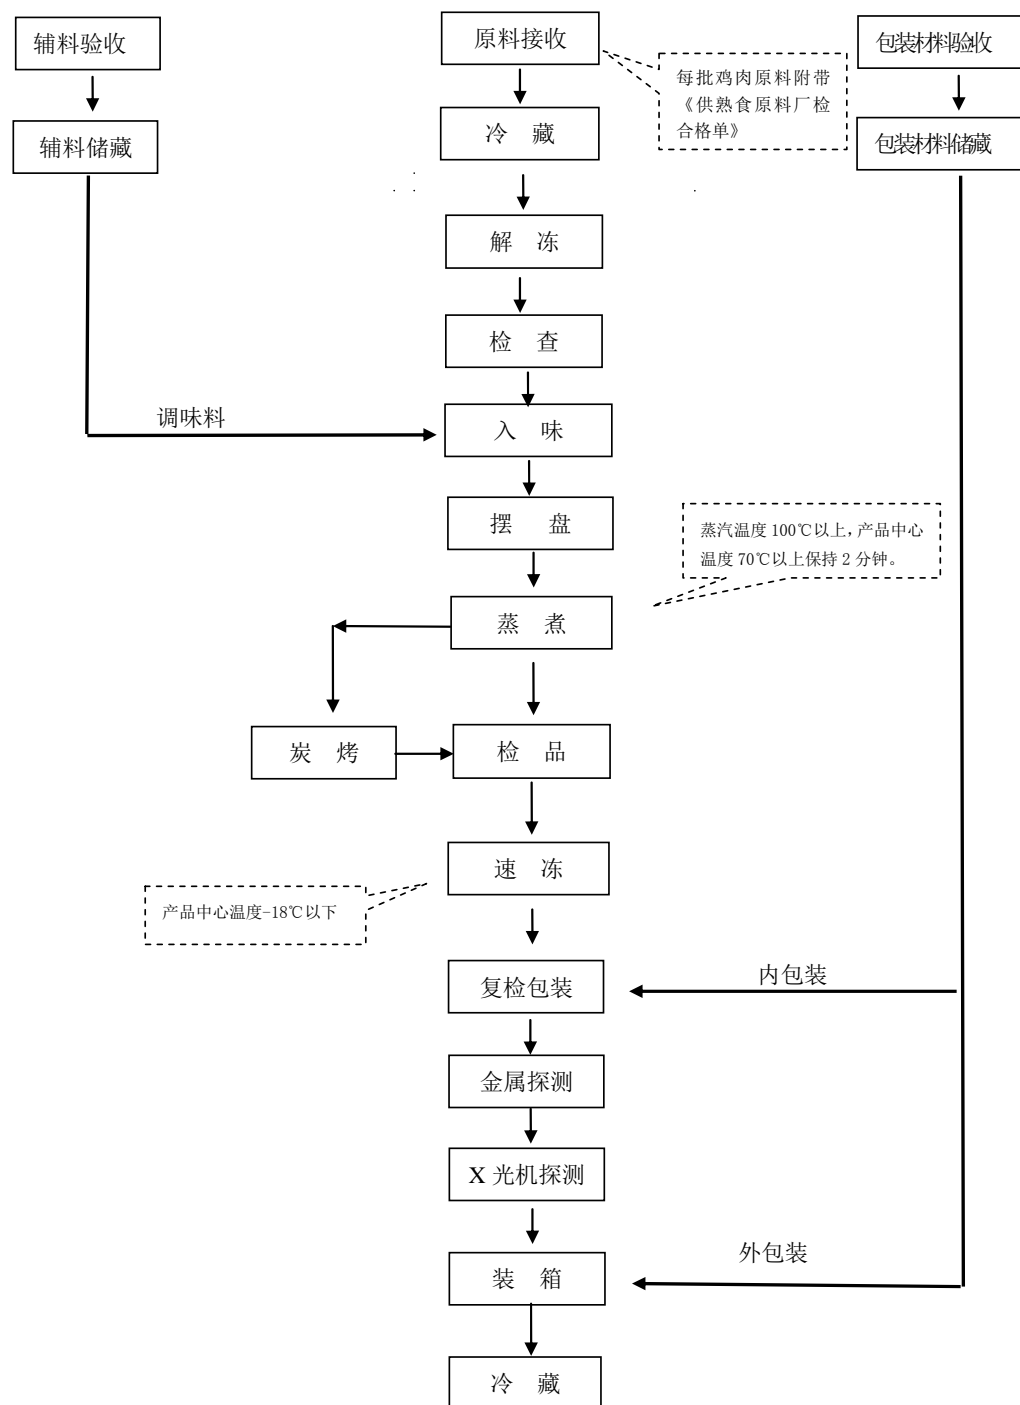 辅料验收
原料接收
包装材料验收
每批鸡肉原料附带
《供熟食原料厂检
合格单》
辅料储藏
冷 藏
包装材料储藏
解 冻
检 查
调味料
入 味
摆 盘
蒸汽温度 100℃以上,产品中心
温度 70℃以上保持 2 分钟。
蒸 煮
炭 烤
检 品
速 冻
产品中心温度-18℃以下
复检包装
内包装
金属探测
X 光机探测
外包装
装 箱
冷 藏